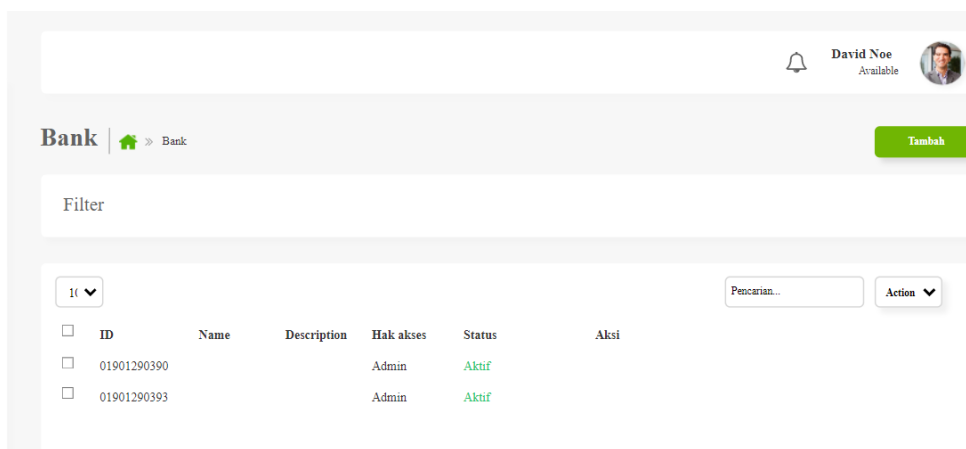 David Noe
Available
Bank » Bank
Tambah
Filter
Pencarian...
Action
ID Name Description Hak akses Status Aksi
01901290390 Admin Aktif
01901290393 Admin Aktif